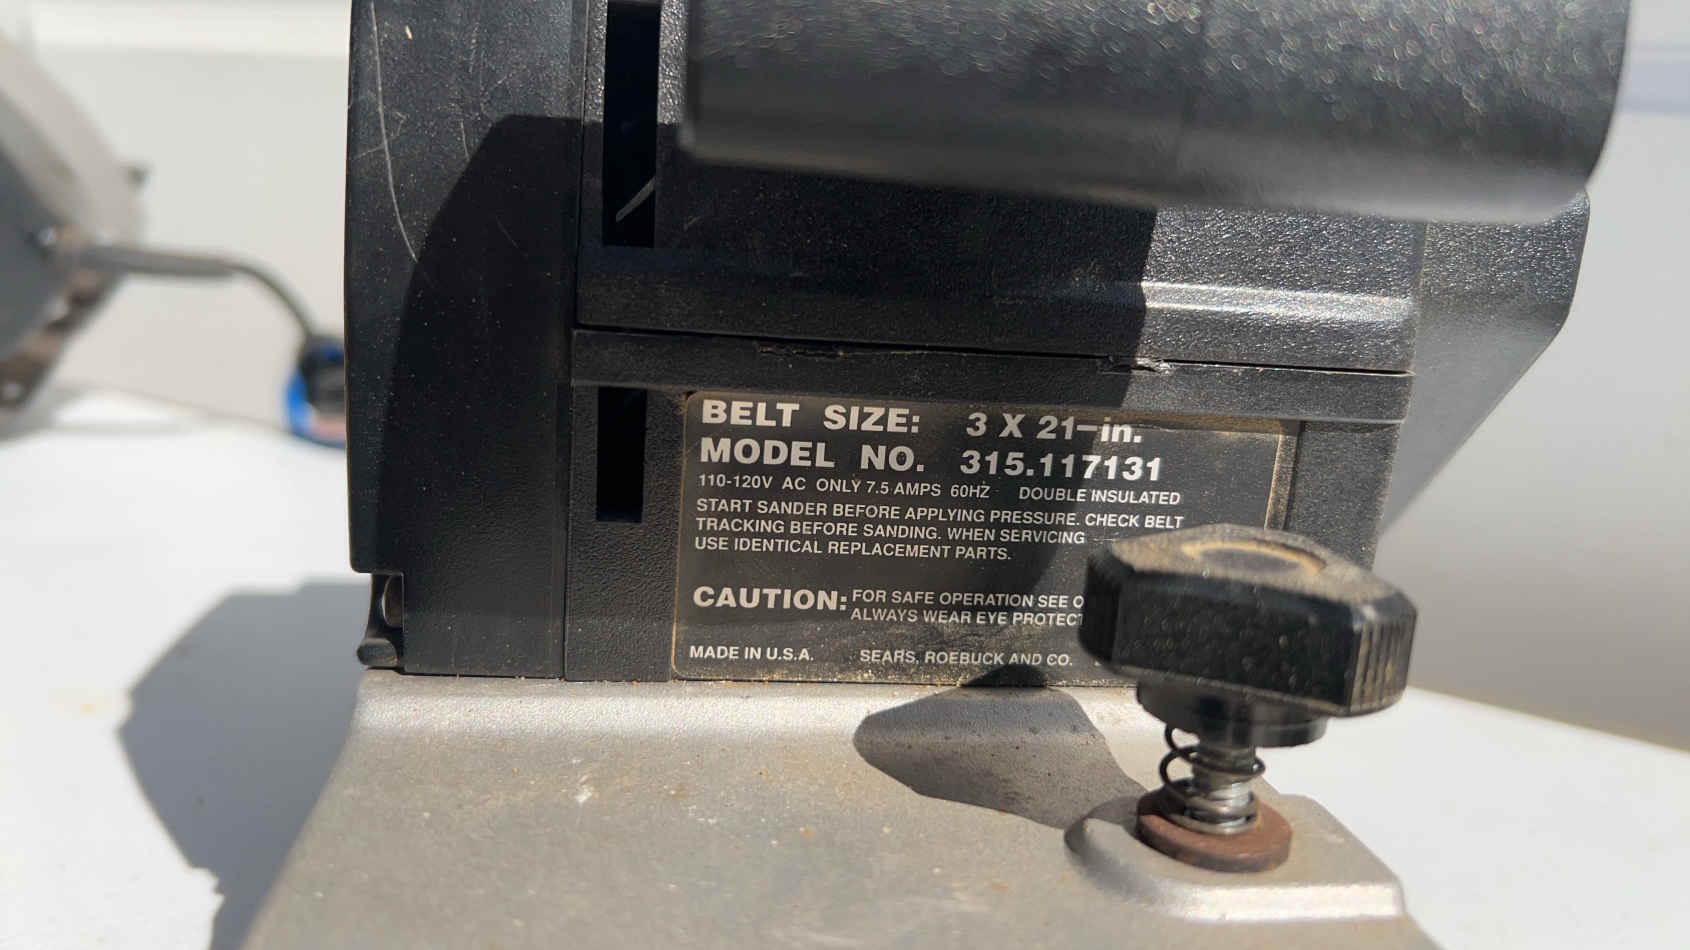 BELT SIZE: 3 X 21-in.
MODEL NO. 315.117131
110-120V AC ONLY 7.5 AMPS 60HZ DOUBLE INSULATED
START SANDER BEFORE APPLYING PRESSURE. CHECK BELT
TRACKING BEFORE SANDING. WHEN SERVICING
USE IDENTICAL REPLACEMENT PARTS.
CAUTION: FOR SAFE OPERATION SEE
ALWAYS WEAR EYE
MADE IN U.S.A. SEARS, ROEBUCK AND CO.